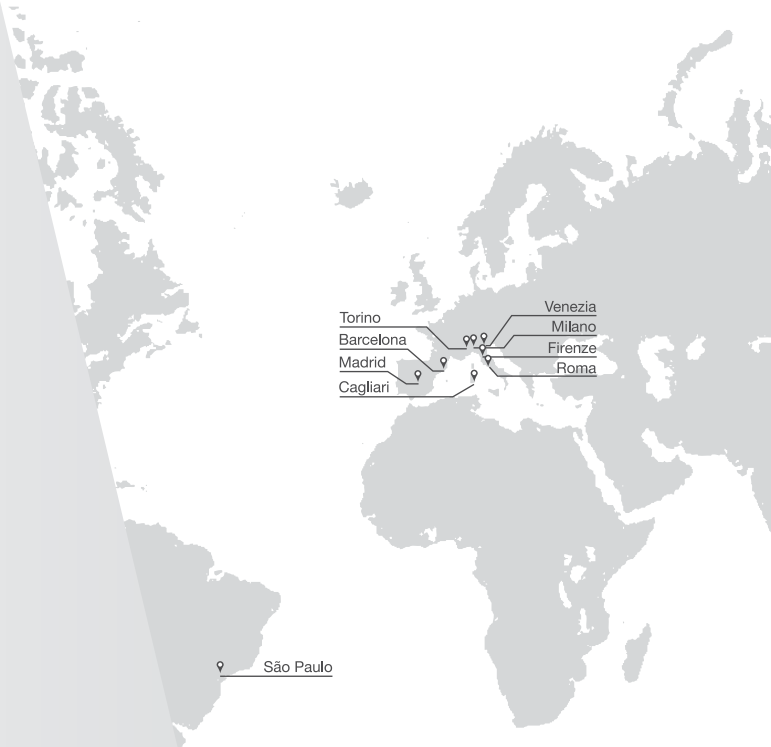 Torino
Barcelona
Madrid
Cagliari
Venezia
Milano
Firenze
Roma
São Paulo